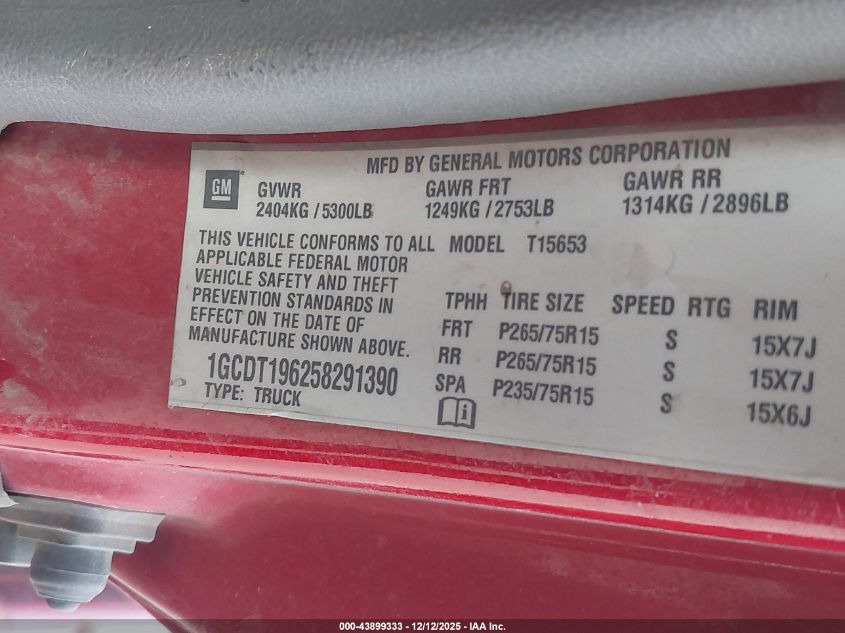 MFD BY GENERAL MOTORS CORPORATION
GM
GVWR GAWR FRT GAWR RR
2404KG / 5300LB 1249KG / 2753LB 1314KG / 2896LB
THIS VEHICLE CONFORMS TO ALL
APPLICABLE FEDERAL MOTOR
VEHICLE SAFETY AND THEFT
PREVENTION STANDARDS IN
EFFECT ON THE DATE OF
MANUFACTURE SHOWN ABOVE.
1GCDT196258291390
TYPE: TRUCK
MODEL T15653
TPHH TIRE SIZE SPEED RTG RIM
FRT P265/75R15 S 15X7J
RR P265/75R15 S 15X7J
SPA P235/75R15 S 15X6J
000-43899333 - 12/12/2025 - IAA Inc.